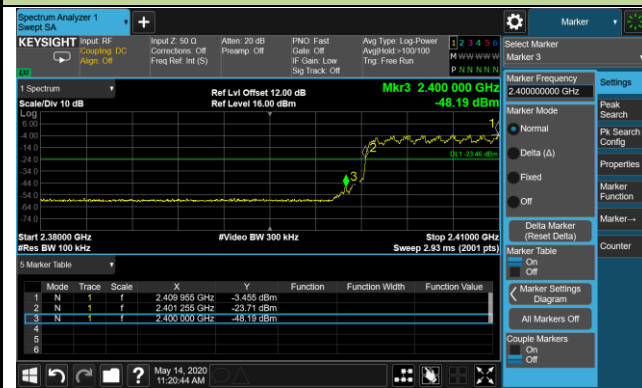 Spectrum Analyzer 1
Swept SA
Marker
KEYSIGHT
Input: RF
Coupling: DC
Align: Off
Input Z: 50 Ω
Corrections: Off
Freq Ref: Int (S)
Atten: 20 dB
Preamp: Off
PNO: Fast
Gate: Off
IF Gain: Low
Sig Track: Off
Avg Type: Log-Power
Avg|Hold:>100/100
Trig: Free Run
1 2 3 4 5 6
M W W W W W
P N N N N N
LV
Select Marker
Marker 3
1 Spectrum
Scale/Div 10 dB
Ref Lvl Offset 12.00 dB
Ref Level 16.00 dBm
Mkr3 2.400 000 GHz
-48.19 dBm
Log
6.00
-4.00
-14.0
-24.0
-34.0
-44.0
-54.0
-64.0
-74.0
1
2
3
DL1 -23.46 dBm
Start 2.38000 GHz
#Res BW 100 kHz
#Video BW 300 kHz
Stop 2.41000 GHz
Sweep 2.93 ms (2001 pts)
5 Marker Table
Mode Trace Scale X Y Function Function Width Function Value
1 N 1 f 2.409 955 GHz -3.455 dBm
2 N 1 f 2.401 255 GHz -23.71 dBm
3 N 1 f 2.400 000 GHz -48.19 dBm
4
5
6
Marker Frequency
2.400000000 GHz
Marker Mode
Normal
Delta (Δ)
Fixed
Off
Delta Marker
(Reset Delta)
Marker Table
On
Off
Marker Settings
Diagram
All Markers Off
Couple Markers
On
Off
Settings
Peak
Search
Pk Search
Config
Properties
Marker
Function
Marker→
Counter
May 14, 2020
11:20:44 AM